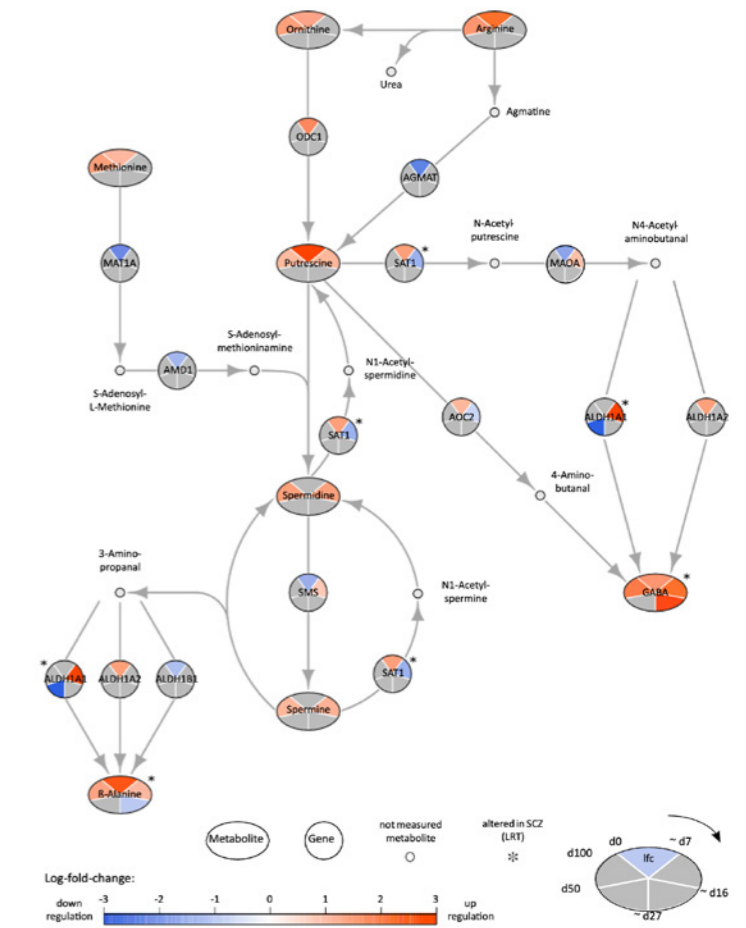 Ornithine
Arginine
Urea
Agmatine
ODC1
Methionine
AGMAT
N-Acetyl-
putrescine
N4-Acetyl-
aminobutanal
MAT1A
Putrescine
SAT1
*
MAOA
S-Adenosyl-
methioninamine
N1-Acetyl-
spermidine
AMD1
S-Adenosyl-
L-Methionine
SAT1
*
AOC2
ALDH1A1
*
ALDH1A2
Spermidine
4-Amino-
butanal
3-Amino-
propanal
SMS
N1-Acetyl-
spermine
GABA
*
*
ALDH1A1
ALDH1A2
ALDH1B1
SAT1
*
Spermine
ß-Alanine
*
Metabolite
Gene
not measured
metabolite
altered in SCZ
(LRT)
*
d0
~ d7
d100
lfc
d50
~ d16
~ d27
Log-fold-change:
down
regulation
-3
-2
-1
0
1
2
3
up
regulation